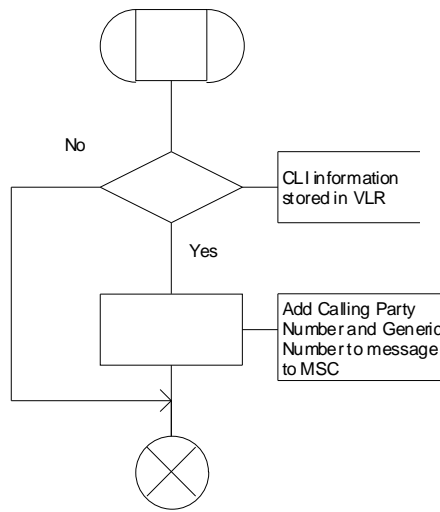 No
CLI information
stored in VLR
Yes
Add Calling Party
Number and Generic
Number to message
to MSC